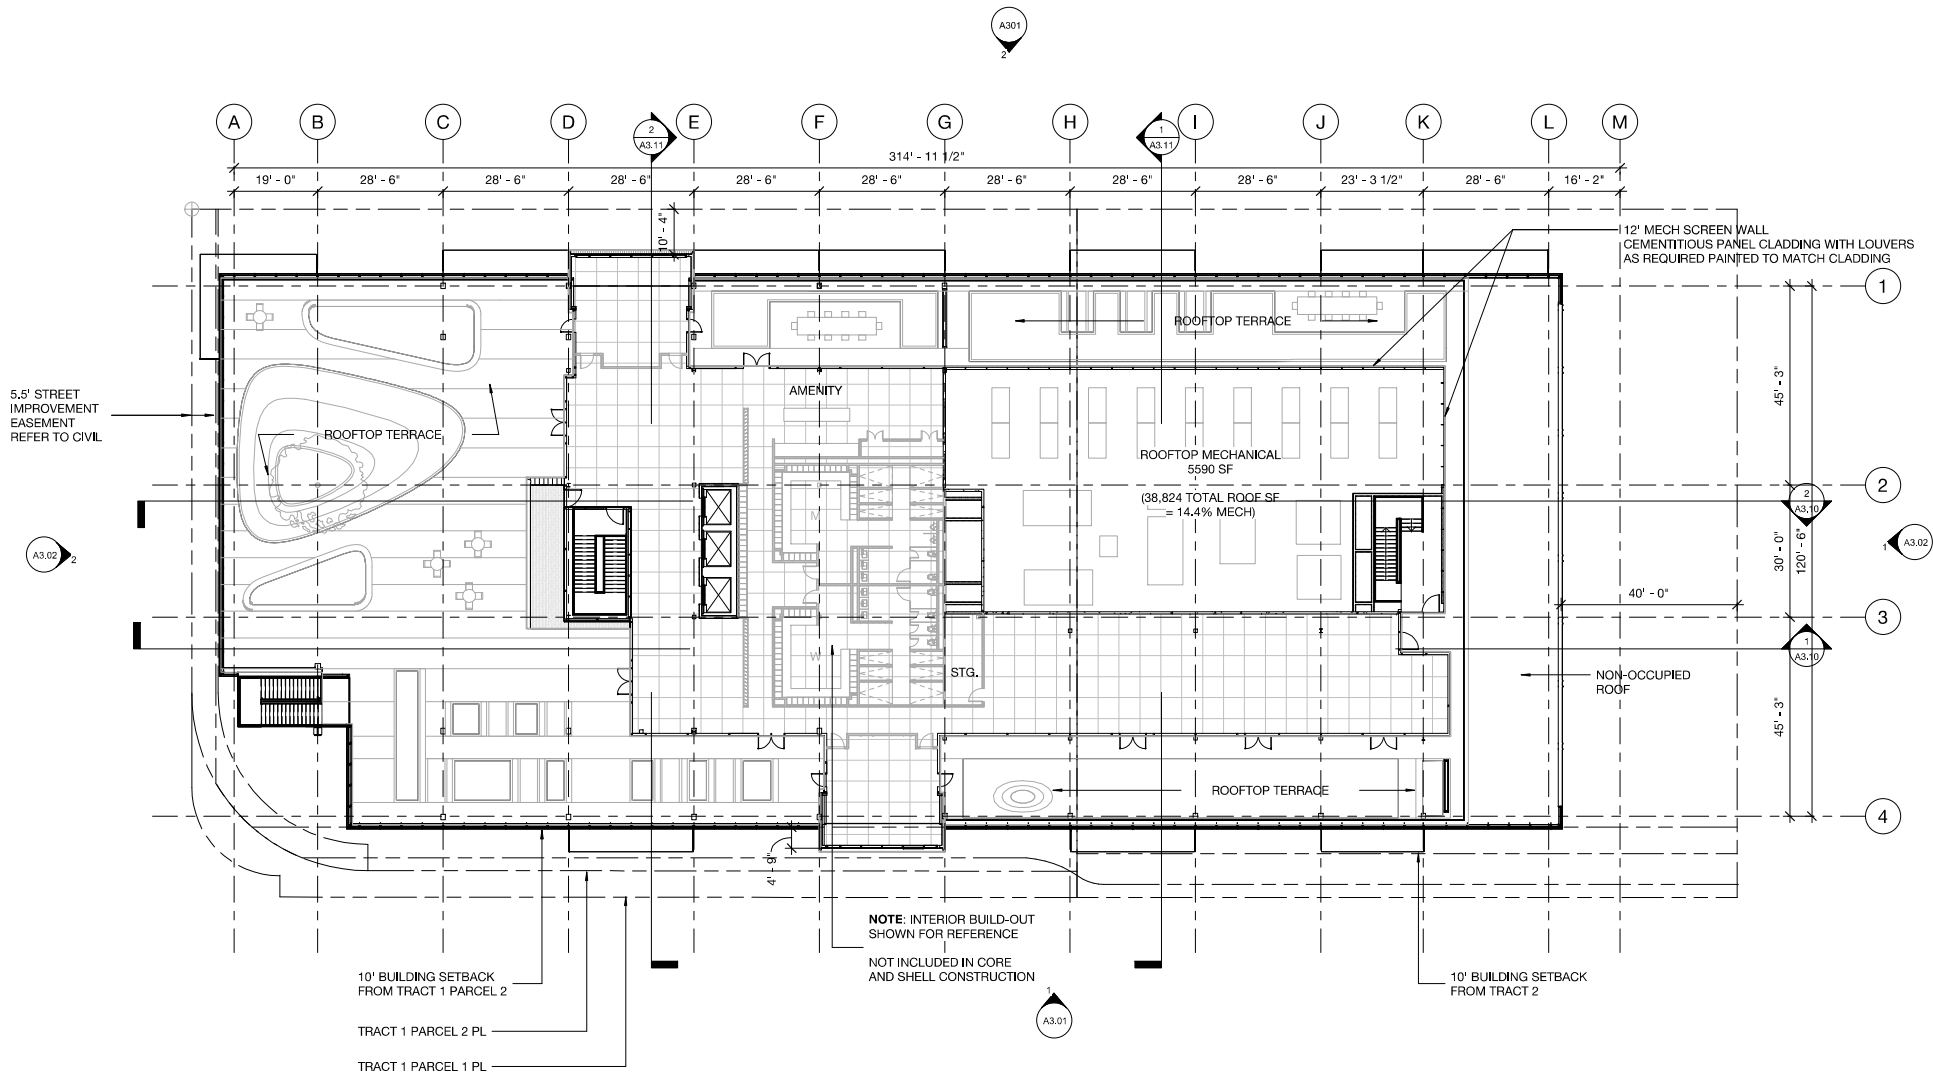 A301
2
A
B
C
D
2
A3.11
E
F
G
H
1
A3.11
I
J
K
L
M
314' - 11 1/2"
19' - 0"
28' - 6"
28' - 6"
28' - 6"
28' - 6"
28' - 6"
28' - 6"
28' - 6"
28' - 6"
23' - 3 1/2"
28' - 6"
16' - 2"
10' - 4"
12' MECH SCREEN WALL
CEMENTITIOUS PANEL CLADDING WITH LOUVERS
AS REQUIRED PAINTED TO MATCH CLADDING
1
ROOFTOP TERRACE
5.5' STREET
IMPROVEMENT
EASEMENT
REFER TO CIVIL
AMENITY
45' - 3"
ROOFTOP TERRACE
ROOFTOP MECHANICAL
5590 SF
(38,824 TOTAL ROOF SF
= 14.4% MECH)
2
2
A3.10
M
A3.02
2
30' - 0"
120' - 6"
1
A3.02
40' - 0"
3
1
A3.10
W
STG.
NON-OCCUPIED
ROOF
45' - 3"
ROOFTOP TERRACE
4
4' - 9"
NOTE: INTERIOR BUILD-OUT
SHOWN FOR REFERENCE
NOT INCLUDED IN CORE
AND SHELL CONSTRUCTION
10' BUILDING SETBACK
FROM TRACT 1 PARCEL 2
10' BUILDING SETBACK
FROM TRACT 2
1
A3.01
TRACT 1 PARCEL 2 PL
TRACT 1 PARCEL 1 PL